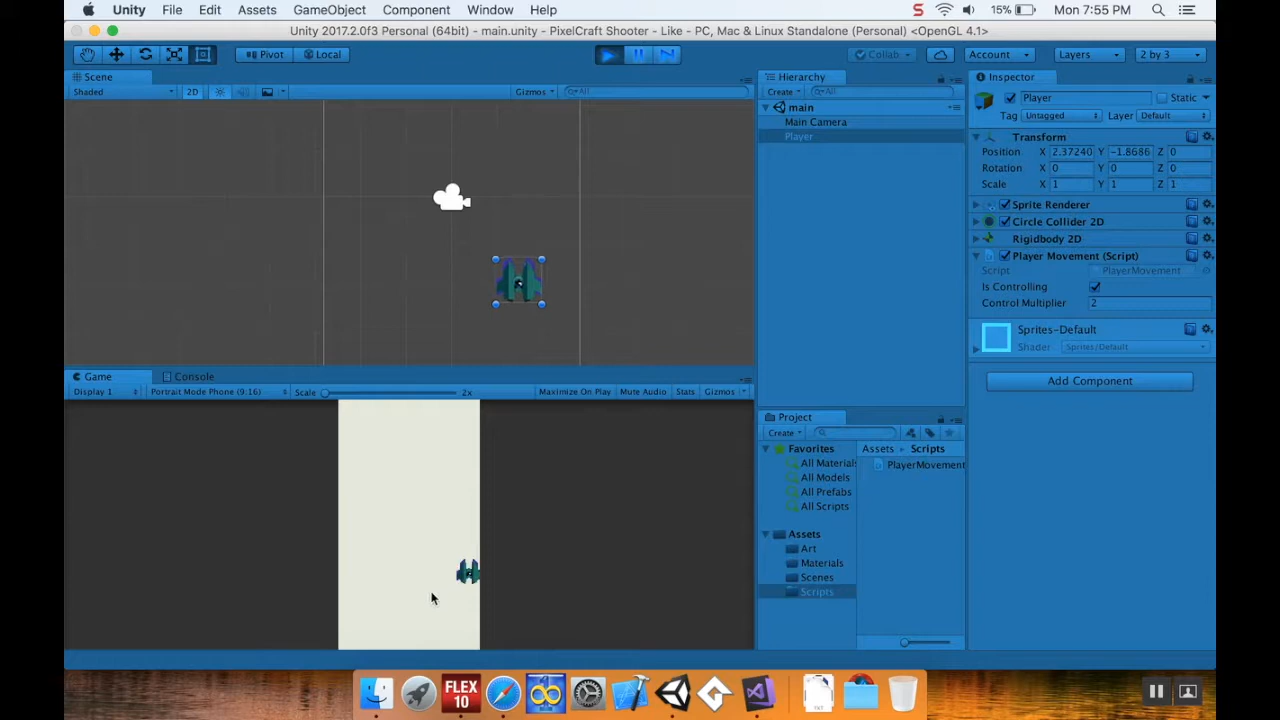 Unity File Edit Assets GameObject Component Window Help S 15% Mon 7:55 PM
Unity 2017.2.0f3 Personal (64bit) - main.unity - PixelCraft Shooter - Like - PC, Mac & Linux Standalone (Personal) <OpenGL 4.1>
Pivot Local Collab Account Layers 2 by 3
Scene
Shaded 2D Gizmos All
Hierarchy
Create All
main
Main Camera
Player
Inspector
Player Static
Tag Untagged Layer Default
Transform
Position X 2.37240 Y -1.8686 Z 0
Rotation X 0 Y 0 Z 0
Scale X 1 Y 1 Z 1
Sprite Renderer
Circle Collider 2D
Rigidbody 2D
Player Movement (Script)
Script PlayerMovement
Is Controlling
Control Multiplier 2
Sprites-Default
Shader Sprites/Default
Add Component
Game Console
Display 1 Portrait Mode Phone (9:16) Scale 2x Maximize On Play Mute Audio Stats Gizmos
Project
Create
Favorites
All Materials
All Models
All Prefabs
All Scripts
Assets
Art
Materials
Scenes
Scripts
Assets Scripts
PlayerMovement
FLEX
10
TXT